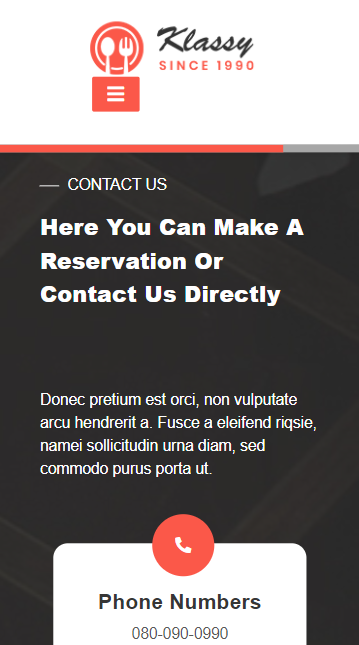 Klassy
SINCE 1990
CONTACT US
Here You Can Make A
Reservation Or
Contact Us Directly
Donec pretium est orci, non vulputate
arcu hendrerit a. Fusce a eleifend riqsie,
namei sollicitudin urna diam, sed
commodo purus porta ut.
Phone Numbers
080-090-0990